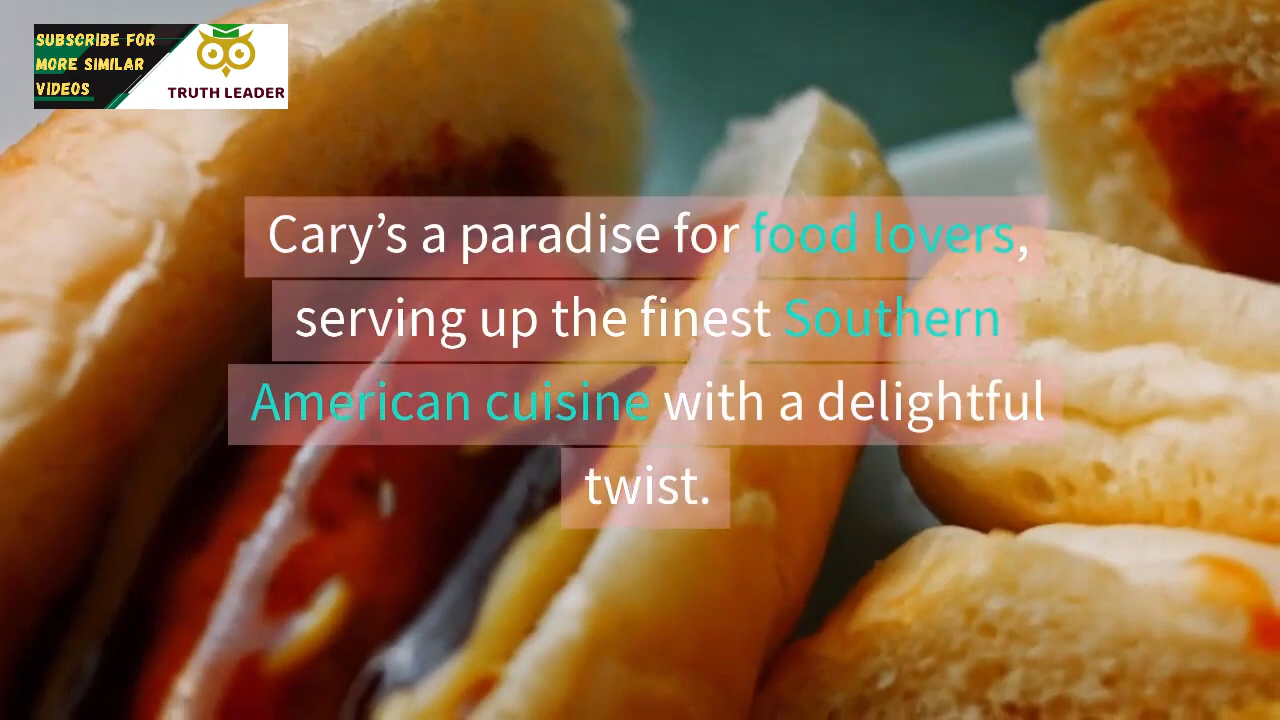 SUBSCRIBE FOR
MORE SIMILAR
VIDEOS
TRUTH LEADER
Cary’s a paradise for food lovers,
serving up the finest Southern
American cuisine with a delightful
twist.